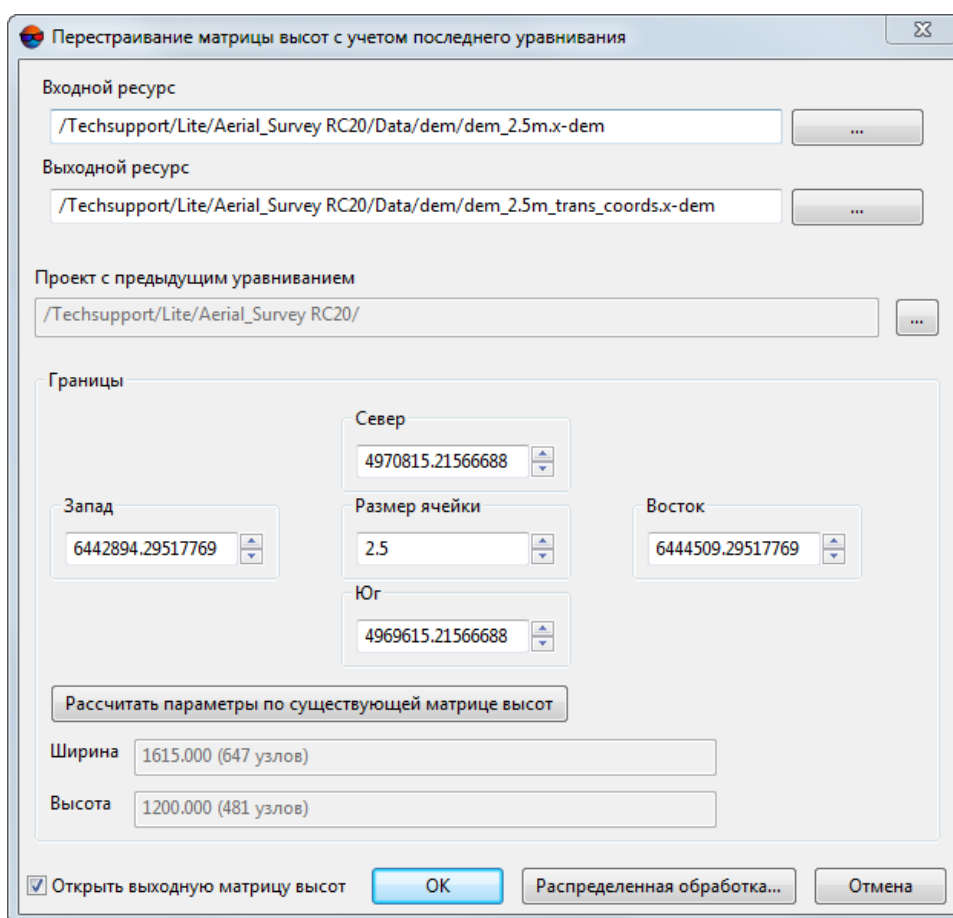 Перестраивание матрицы высот с учетом последнего уравнивания
Входной ресурс
/Techsupport/Lite/Aerial_Survey RC20/Data/dem/dem_2.5m.x-dem
...
Выходной ресурс
/Techsupport/Lite/Aerial_Survey RC20/Data/dem/dem_2.5m_trans_coords.x-dem
...
Проект с предыдущим уравниванием
/Techsupport/Lite/Aerial_Survey RC20/
...
Границы
Север
4970815.21566688
Запад
6442894.29517769
Размер ячейки
2.5
Восток
6444509.29517769
Юг
4969615.21566688
Рассчитать параметры по существующей матрице высот
Ширина
1615.000 (647 узлов)
Высота
1200.000 (481 узлов)
Открыть выходную матрицу высот
OK
Распределенная обработка...
Отмена